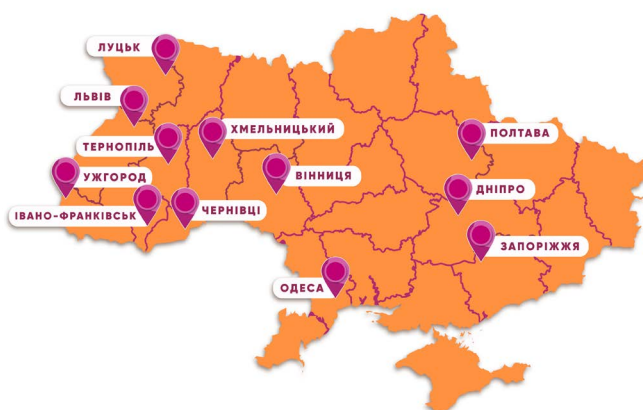 ЛУЦЬК
ЛЬВІВ
ХМЕЛЬНИЦЬКИЙ
ПОЛТАВА
ТЕРНОПІЛЬ
УЖГОРОД
ВІННИЦЯ
ДНІПРО
ІВАНО-ФРАНКІВСЬК
ЧЕРНІВЦІ
ЗАПОРІЖЖЯ
ОДЕСА